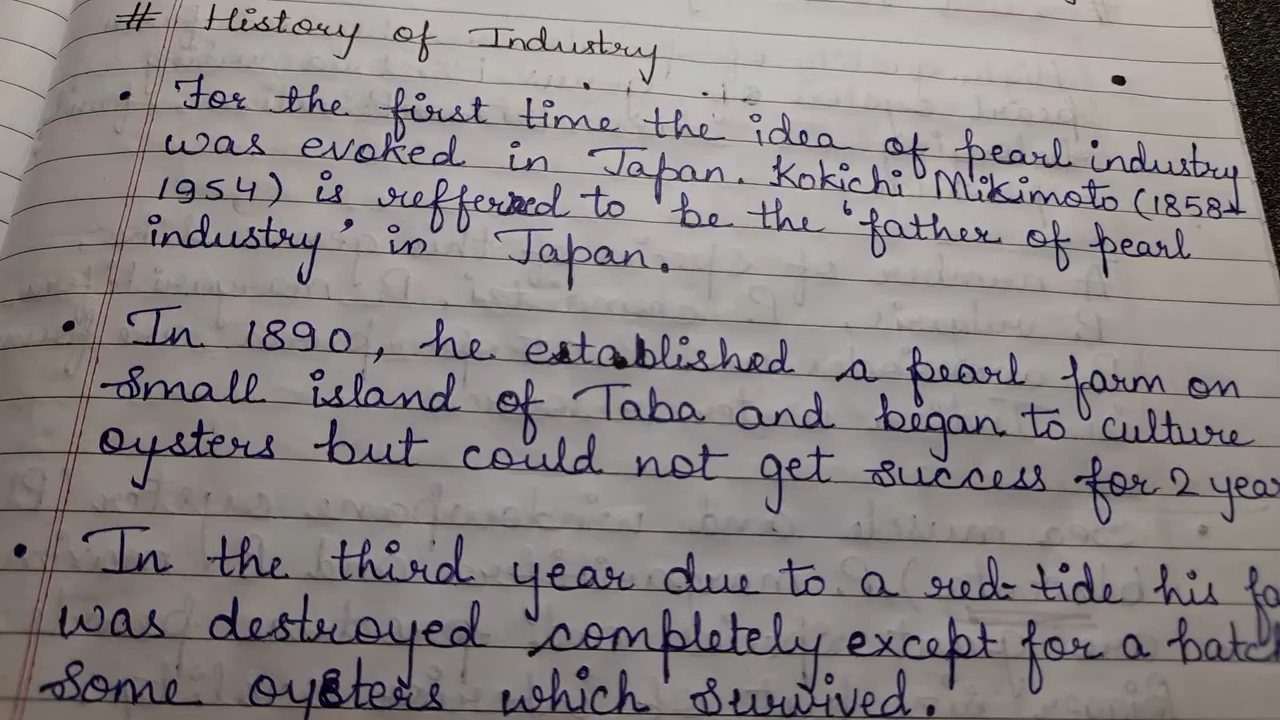 # History of Industry
• For the first time the idea of pearl industry
was evoked in Japan. Kokichi Mikimoto (1858-
1954) is refferred to be the 'father of pearl
industry' in Japan.
• In 1890, he established a pearl farm on
small island of Taba and began to culture
oysters but could not get success for 2 year
• In the third year due to a red-tide his fa
was destroyed completely except for a batch
some oysters which survived.